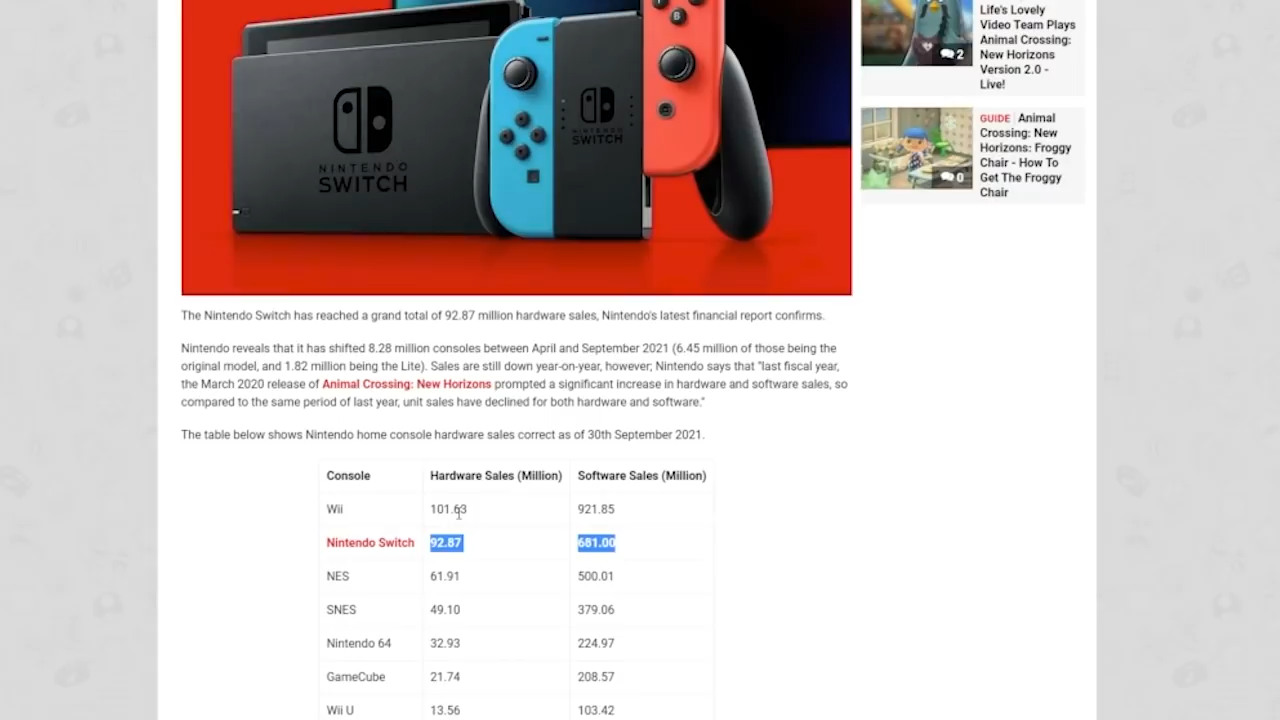 B
NINTENDO
SWITCH
NINTENDO
SWITCH
Life's Lovely
Video Team Plays
Animal Crossing:
New Horizons
Version 2.0 -
Live!
2
GUIDE Animal
Crossing: New
Horizons: Froggy
Chair - How To
Get The Froggy
Chair
0
The Nintendo Switch has reached a grand total of 92.87 million hardware sales, Nintendo's latest financial report confirms.
Nintendo reveals that it has shifted 8.28 million consoles between April and September 2021 (6.45 million of those being the
original model, and 1.82 million being the Lite). Sales are still down year-on-year, however; Nintendo says that "last fiscal year,
the March 2020 release of Animal Crossing: New Horizons prompted a significant increase in hardware and software sales, so
compared to the same period of last year, unit sales have declined for both hardware and software."
The table below shows Nintendo home console hardware sales correct as of 30th September 2021.
Console Hardware Sales (Million) Software Sales (Million)
Wii 101.63 921.85
Nintendo Switch 92.87 681.00
NES 61.91 500.01
SNES 49.10 379.06
Nintendo 64 32.93 224.97
GameCube 21.74 208.57
Wii U 13.56 103.42